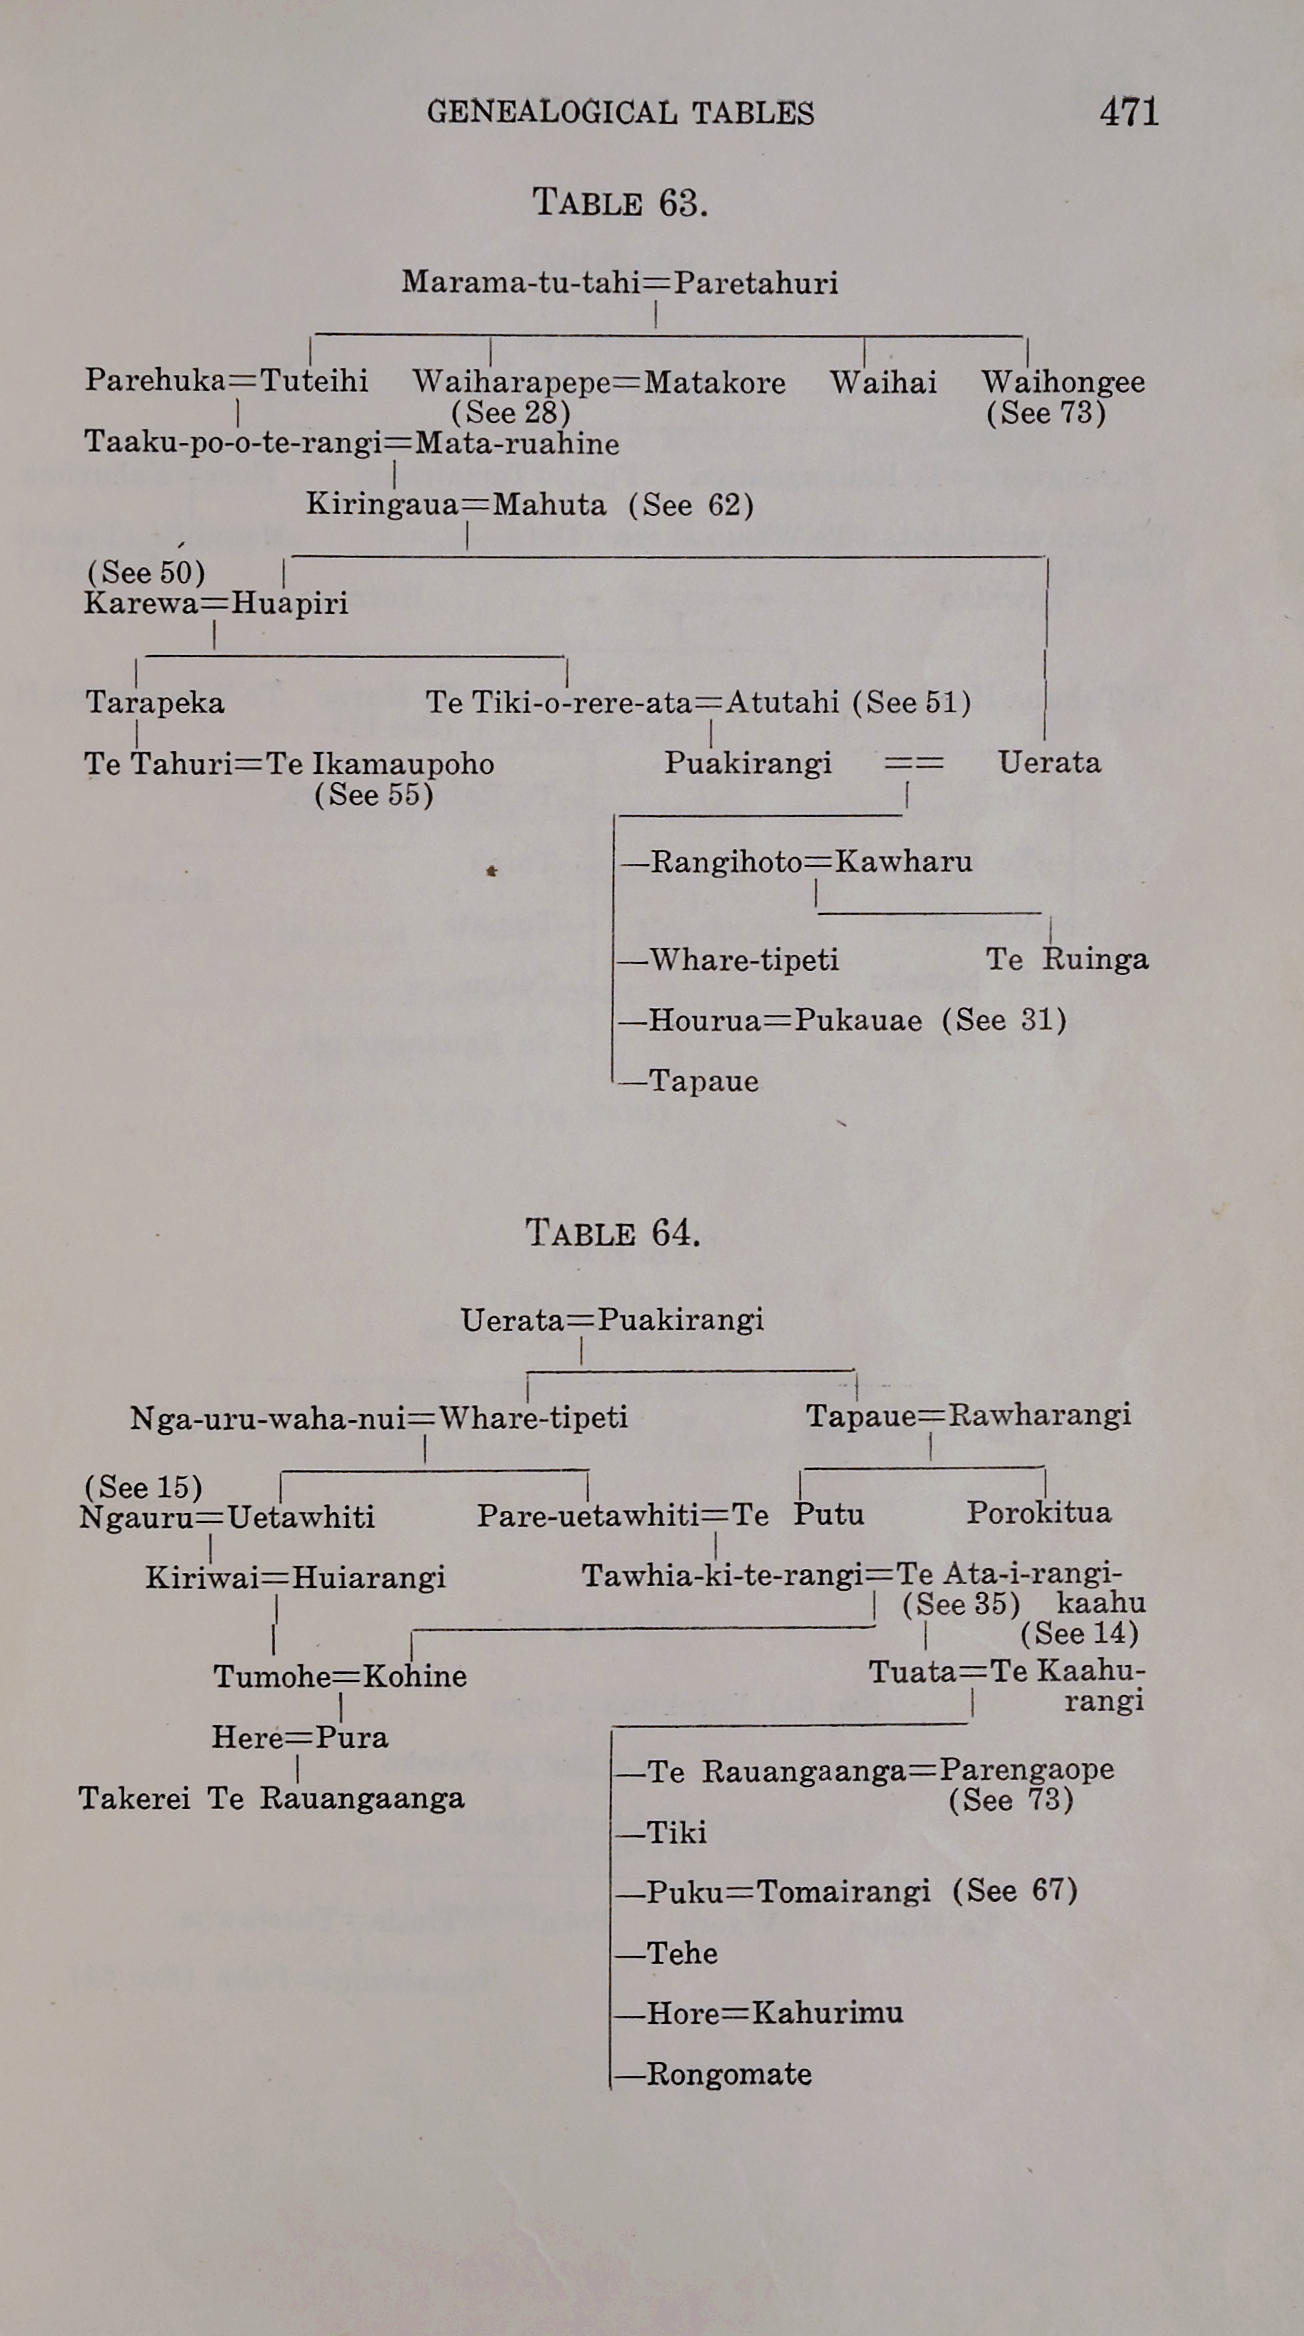 GENEALOGICAL TABLES 471
TABLE 63.
Marama-tu-tahi=Paretahuri
Parehuka=Tuteihi Waiharapepe=Matakore Waihai Waihongee
(See 28) (See 73)
Taaku-po-o-te-rangi=Mata-ruahine
Kiringaua=Mahuta (See 62)
(See 50)
Karewa=Huapiri
Tarapeka Te Tiki-o-rere-ata=Atutahi (See 51)
Te Tahuri=Te Ikamaupoho Puakirangi == Uerata
(See 55)
—Rangihoto=Kawharu
—Whare-tipeti Te Ruinga
—Hourua=Pukauae (See 31)
—Tapaue
TABLE 64.
Uerata=Puakirangi
Nga-uru-waha-nui=Whare-tipeti Tapaue=Rawharangi
(See 15)
Ngauru=Uetawhiti Pare-uetawhiti=Te Putu Porokitua
Kiriwai=Huiarangi Tawhia-ki-te-rangi=Te Ata-i-rangi-
(See 35) kaahu
(See 14)
Tumohe=Kohine Tuata=Te Kaahu-
rangi
Here=Pura
—Te Rauangaanga=Parengaope
Takerei Te Rauangaanga (See 73)
—Tiki
—Puku=Tomairangi (See 67)
—Tehe
—Hore=Kahurimu
—Rongomate